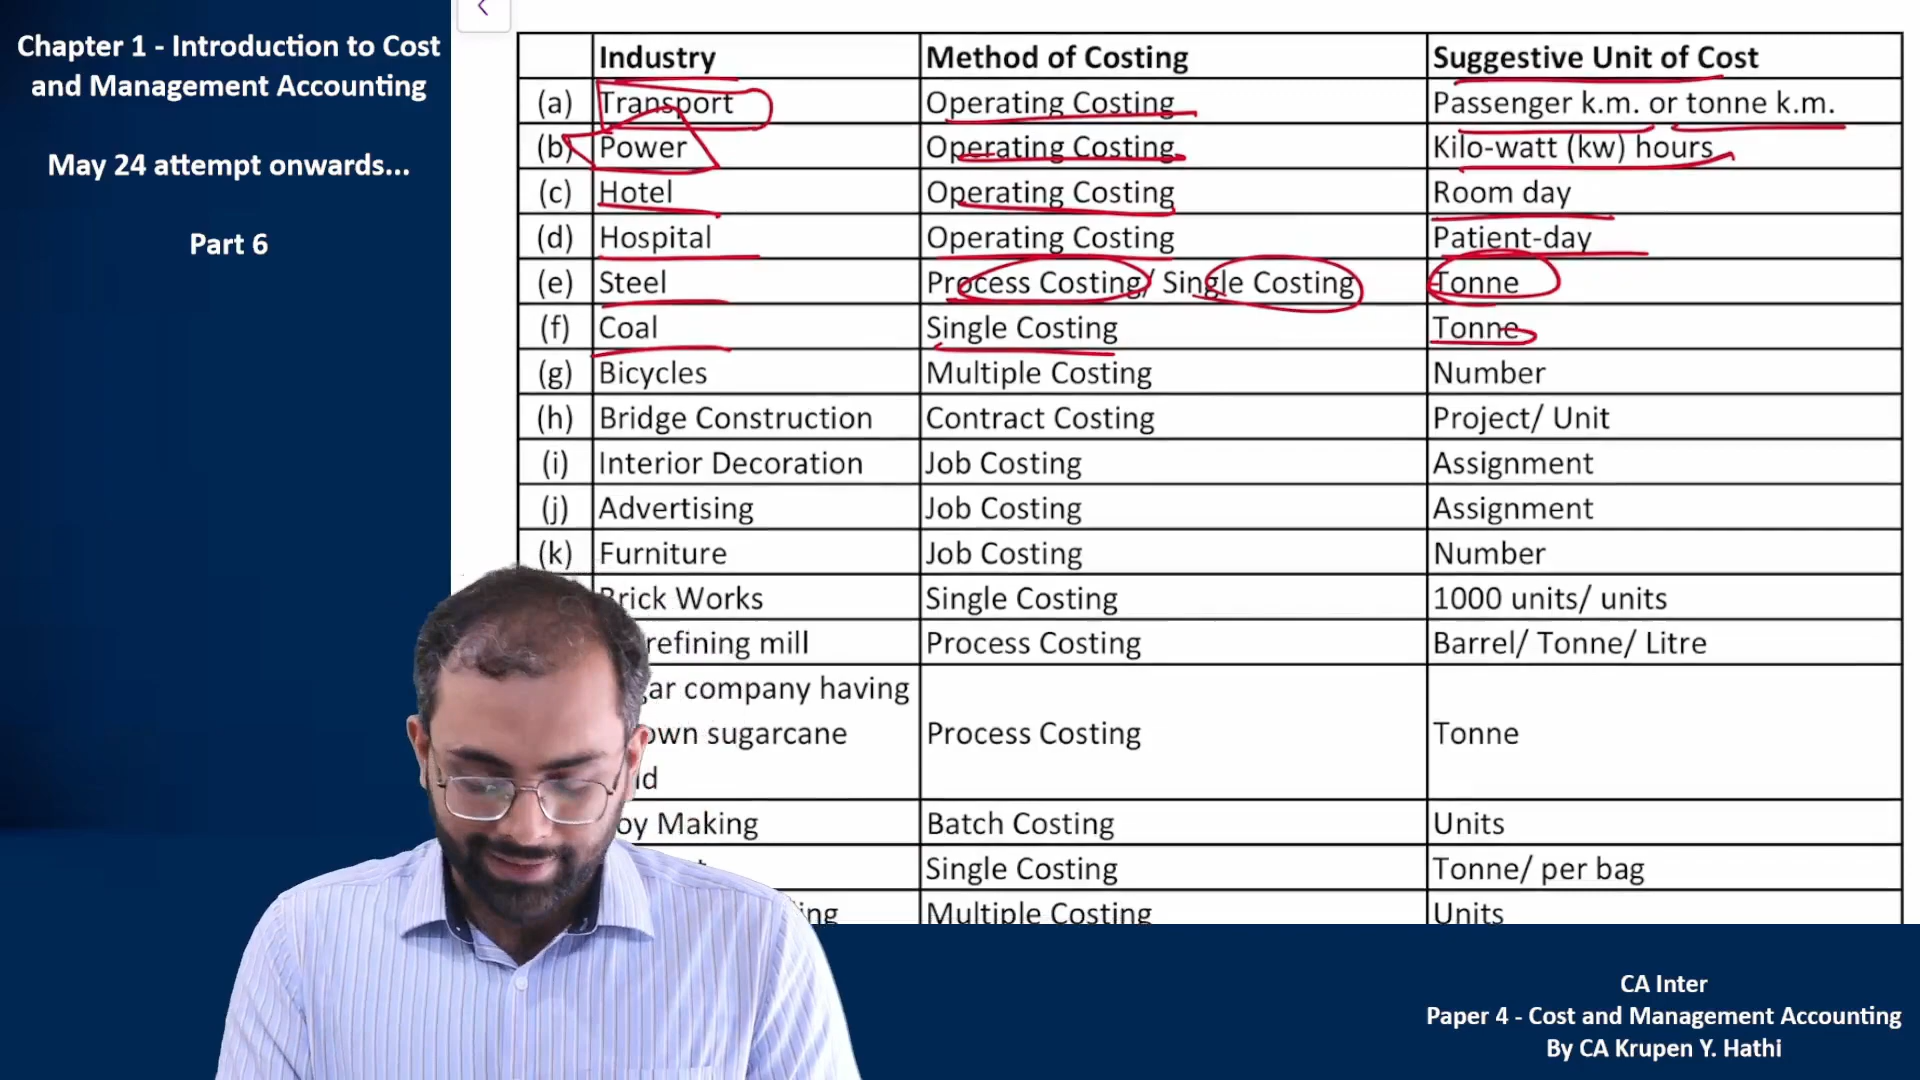 Chapter 1 - Introduction to Cost
and Management Accounting
May 24 attempt onwards...
Part 6
Industry Method of Costing Suggestive Unit of Cost
(a) Transport Operating Costing Passenger k.m. or tonne k.m.
(b) Power Operating Costing Kilo-watt (kw) hours
(c) Hotel Operating Costing Room day
(d) Hospital Operating Costing Patient-day
(e) Steel Process Costing/ Single Costing Tonne
(f) Coal Single Costing Tonne
(g) Bicycles Multiple Costing Number
(h) Bridge Construction Contract Costing Project/ Unit
(i) Interior Decoration Job Costing Assignment
(j) Advertising Job Costing Assignment
(k) Furniture Job Costing Number
Brick Works Single Costing 1000 units/ units
refining mill Process Costing Barrel/ Tonne/ Litre
company having
own sugarcane Process Costing Tonne
Making Batch Costing Units
Single Costing Tonne/ per bag
Multiple Costing Units
CA Inter
Paper 4 - Cost and Management Accounting
By CA Krupen Y. Hathi